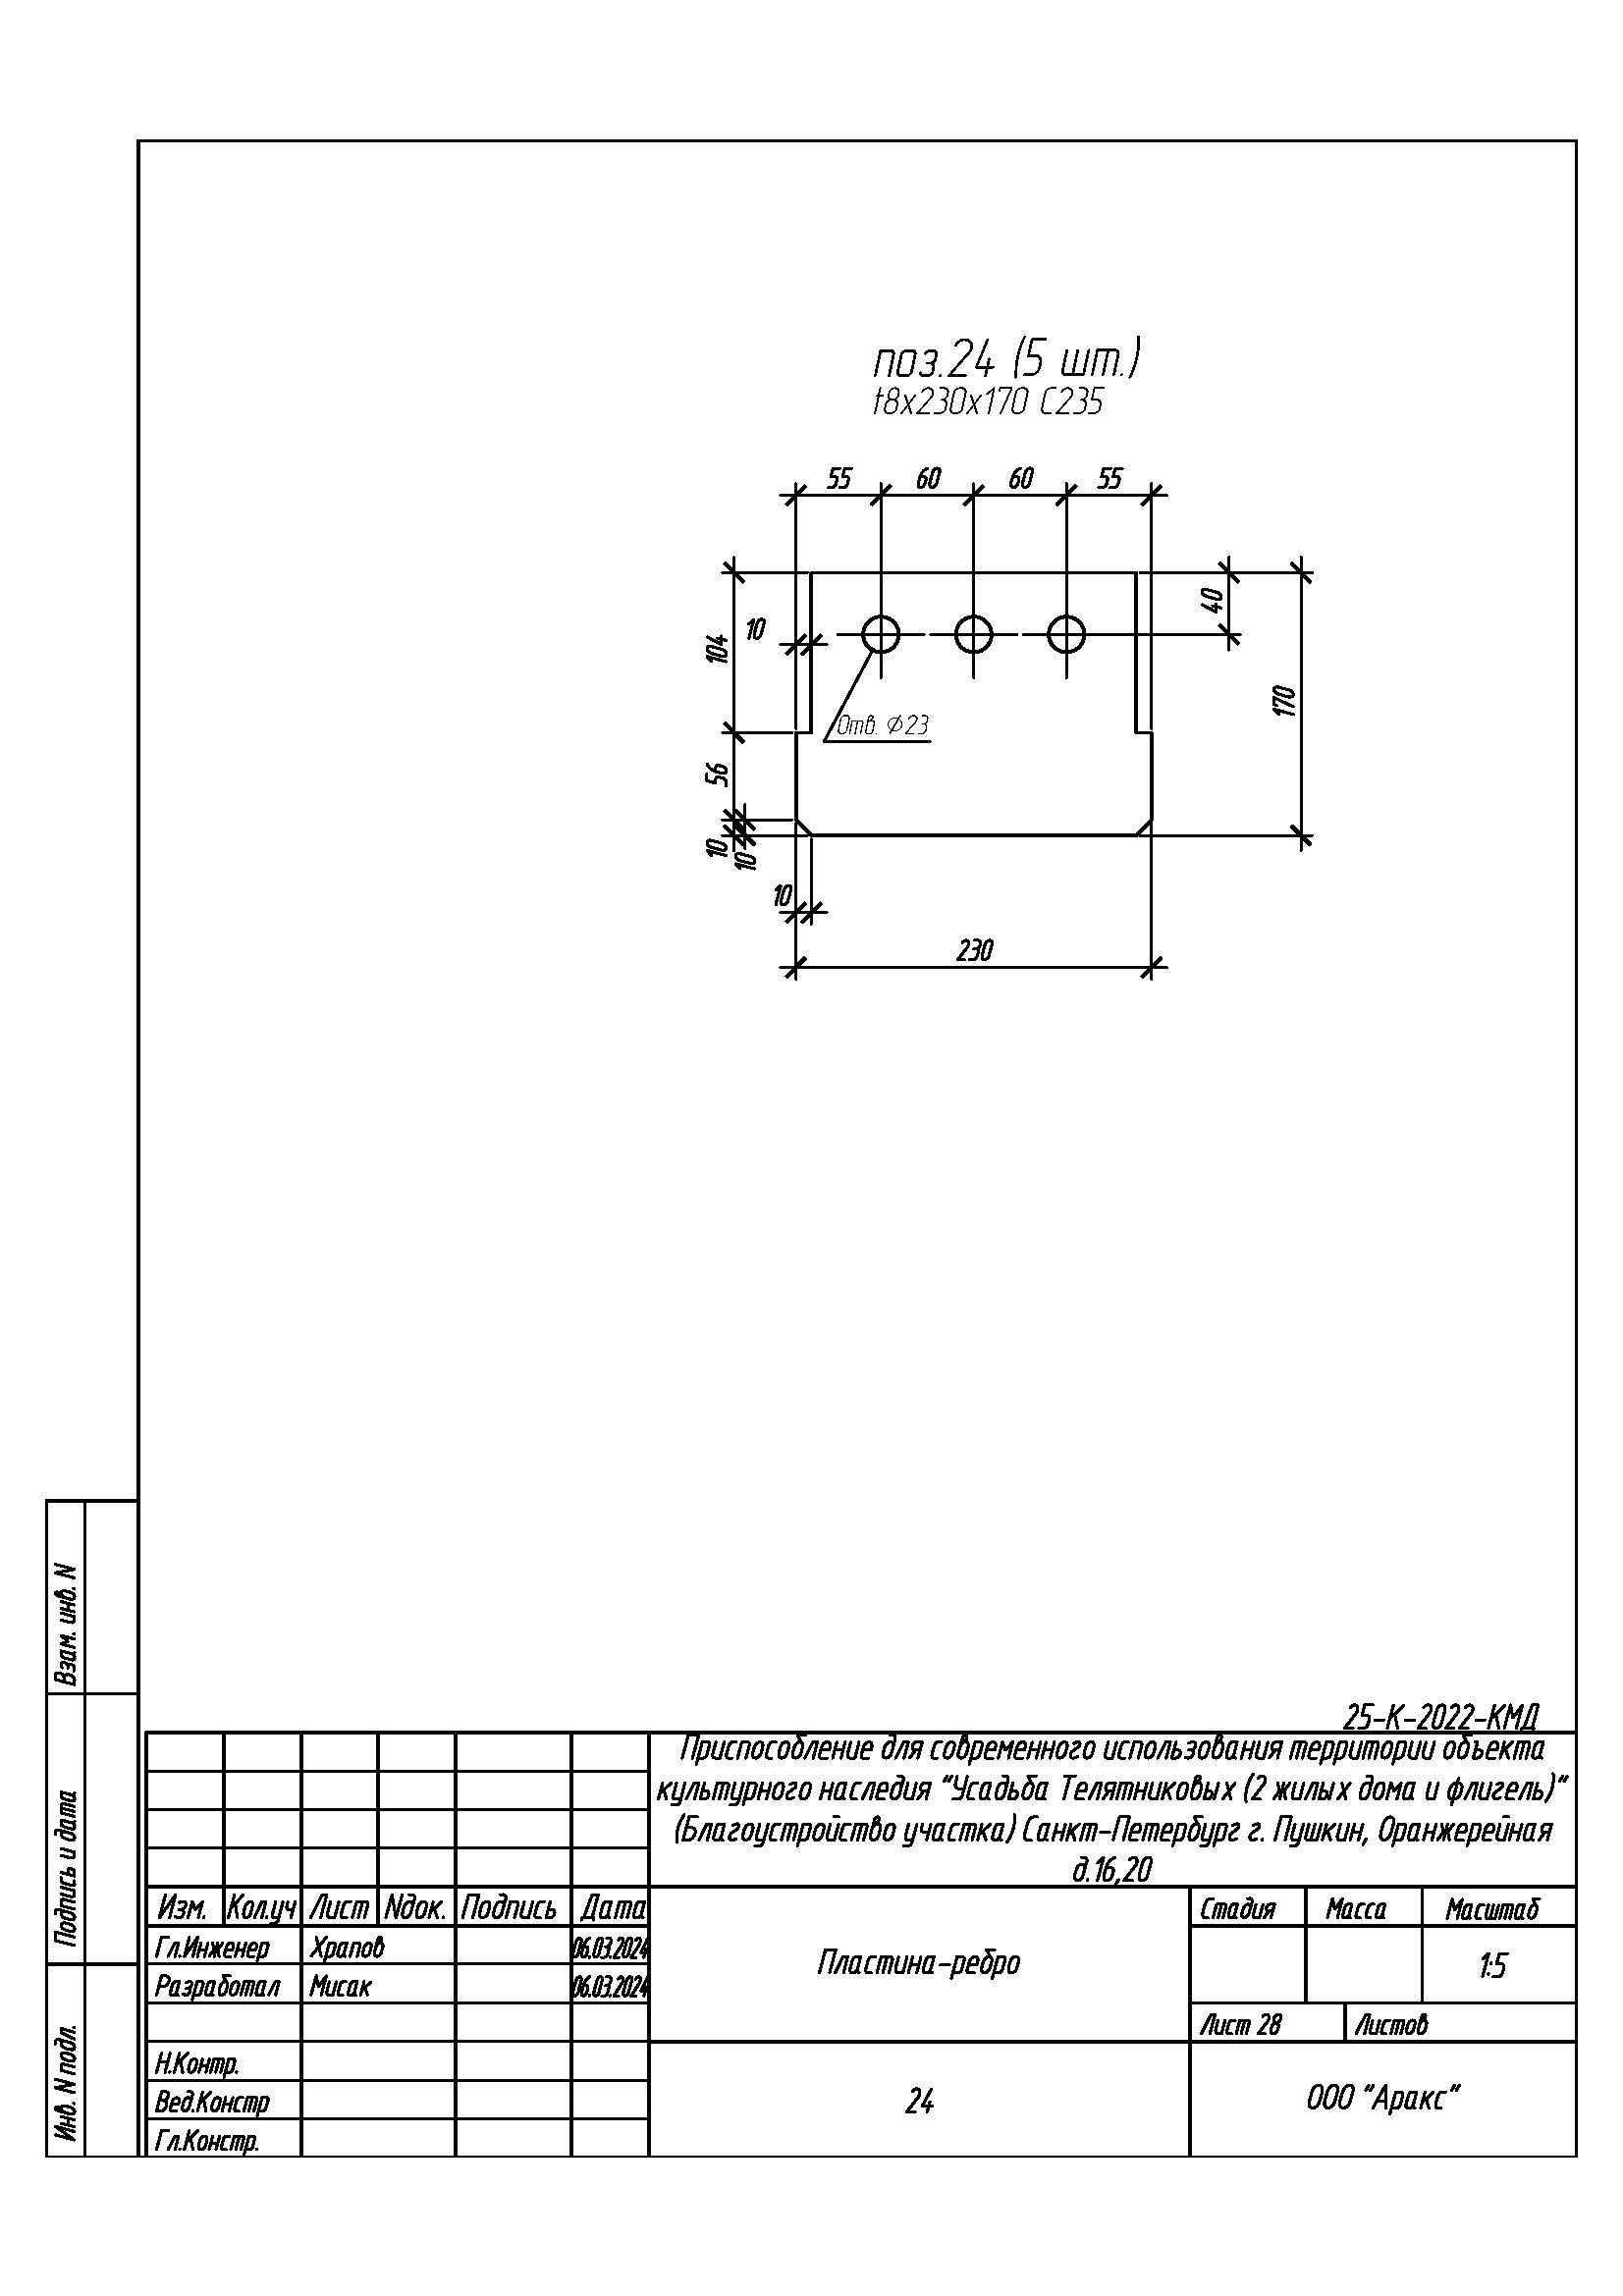 поз.24 (5 шт.)
t8x230x170 С235
55
60
60
55
40
10
104
170
Отв. Ø23
56
10
10
10
230
25-К-2022-КМД
Приспособление для современного использования территории объекта
культурного наследия "Усадьба Телятниковых (2 жилых дома и флигель)"
(Благоустройство участка) Санкт-Петербург г. Пушкин, Оранжерейная
д.16,20
Изм. Кол.уч Лист Nдок. Подпись Дата
Стадия Масса Масштаб
Гл.Инженер Храпов 06.03.2024
Пластина-ребро
1:5
Разработал Мисак 06.03.2024
Лист 28 Листов
Н.Контр.
Вед.Констр
24
ООО "Аракс"
Гл.Констр.
Взам. инв. N
Подпись и дата
Инв. N подл.